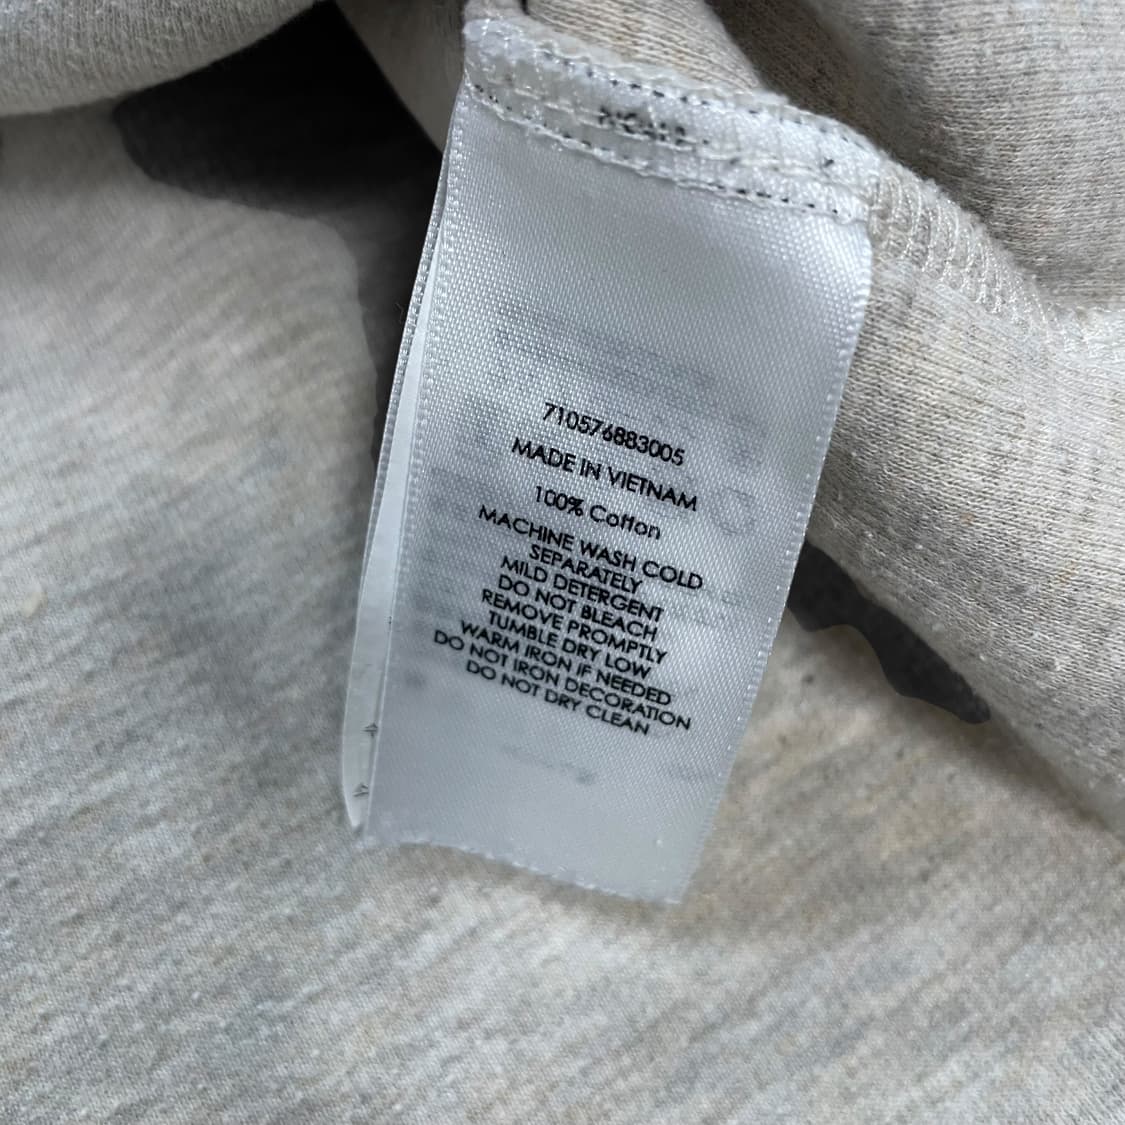 710576883005
MADE IN VIETNAM
100% Cotton
MACHINE WASH COLD
SEPARATELY
MILD DETERGENT
DO NOT BLEACH
REMOVE PROMPTLY
TUMBLE DRY LOW
WARM IRON IF NEEDED
DO NOT IRON DECORATION
DO NOT DRY CLEAN